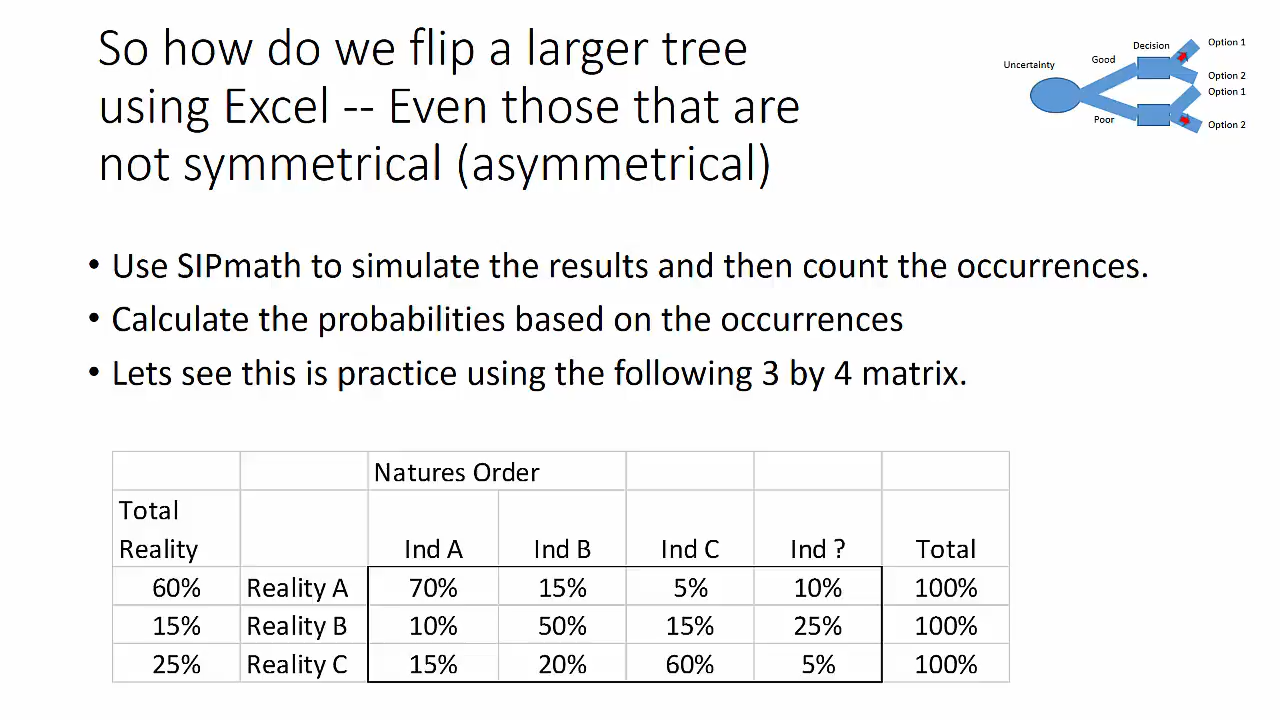 So how do we flip a larger tree
using Excel -- Even those that are
not symmetrical (asymmetrical)
Uncertainty
Good
Poor
Decision
Option 1
Option 2
Option 1
Option 2
• Use SIPmath to simulate the results and then count the occurrences.
• Calculate the probabilities based on the occurrences
• Lets see this is practice using the following 3 by 4 matrix.
Natures Order
Total
Reality Ind A Ind B Ind C Ind ? Total
60% Reality A 70% 15% 5% 10% 100%
15% Reality B 10% 50% 15% 25% 100%
25% Reality C 15% 20% 60% 5% 100%